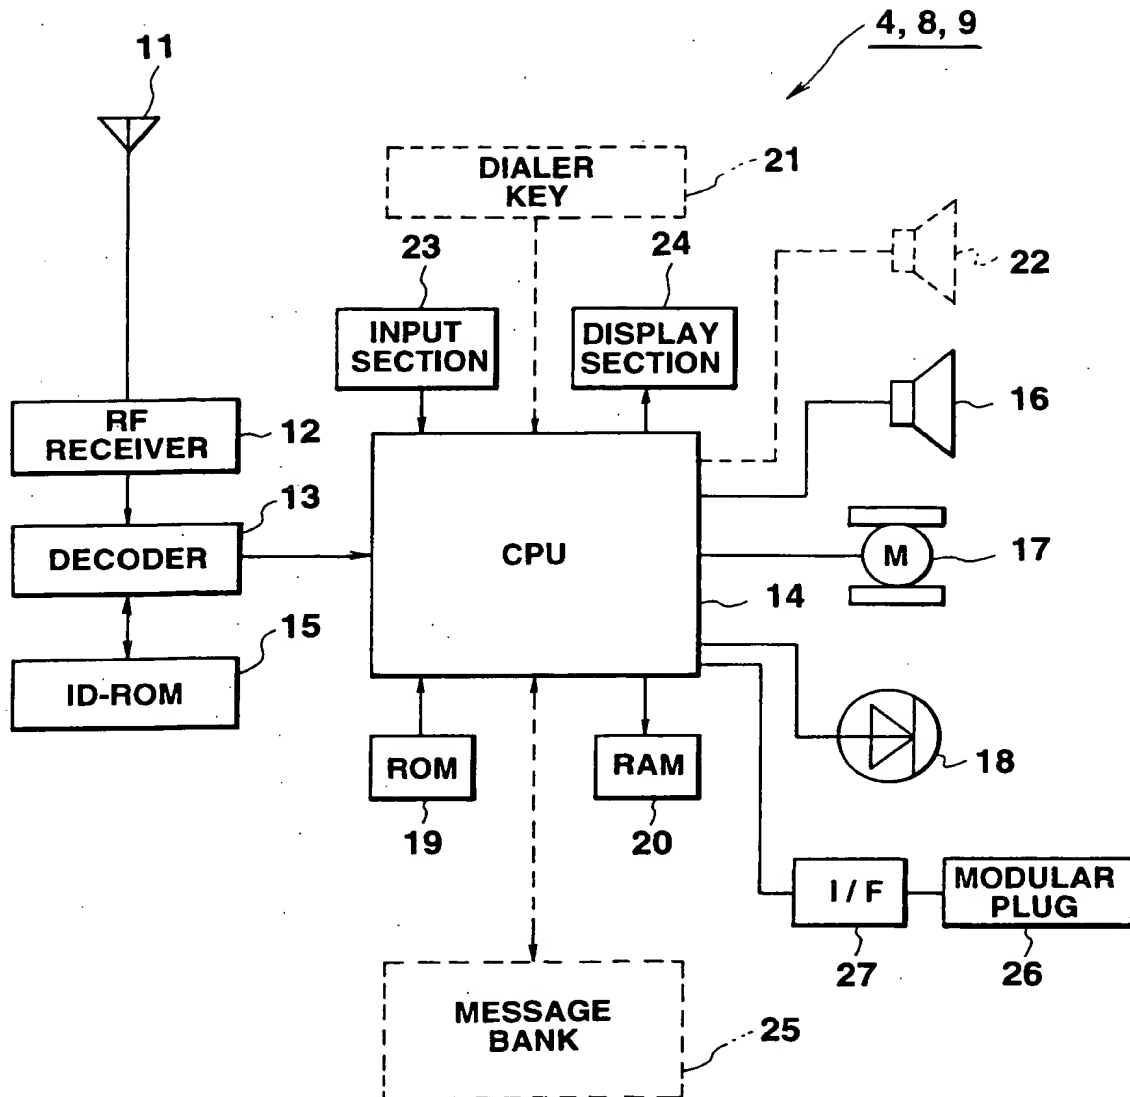 4, 8, 9
11
DIALER
KEY
21
23
24
22
INPUT
SECTION
DISPLAY
SECTION
16
RF
RECEIVER
12
13
DECODER
CPU
M
17
14
15
ID-ROM
ROM
RAM
18
19
20
I/F
MODULAR
PLUG
27
26
MESSAGE
BANK
25